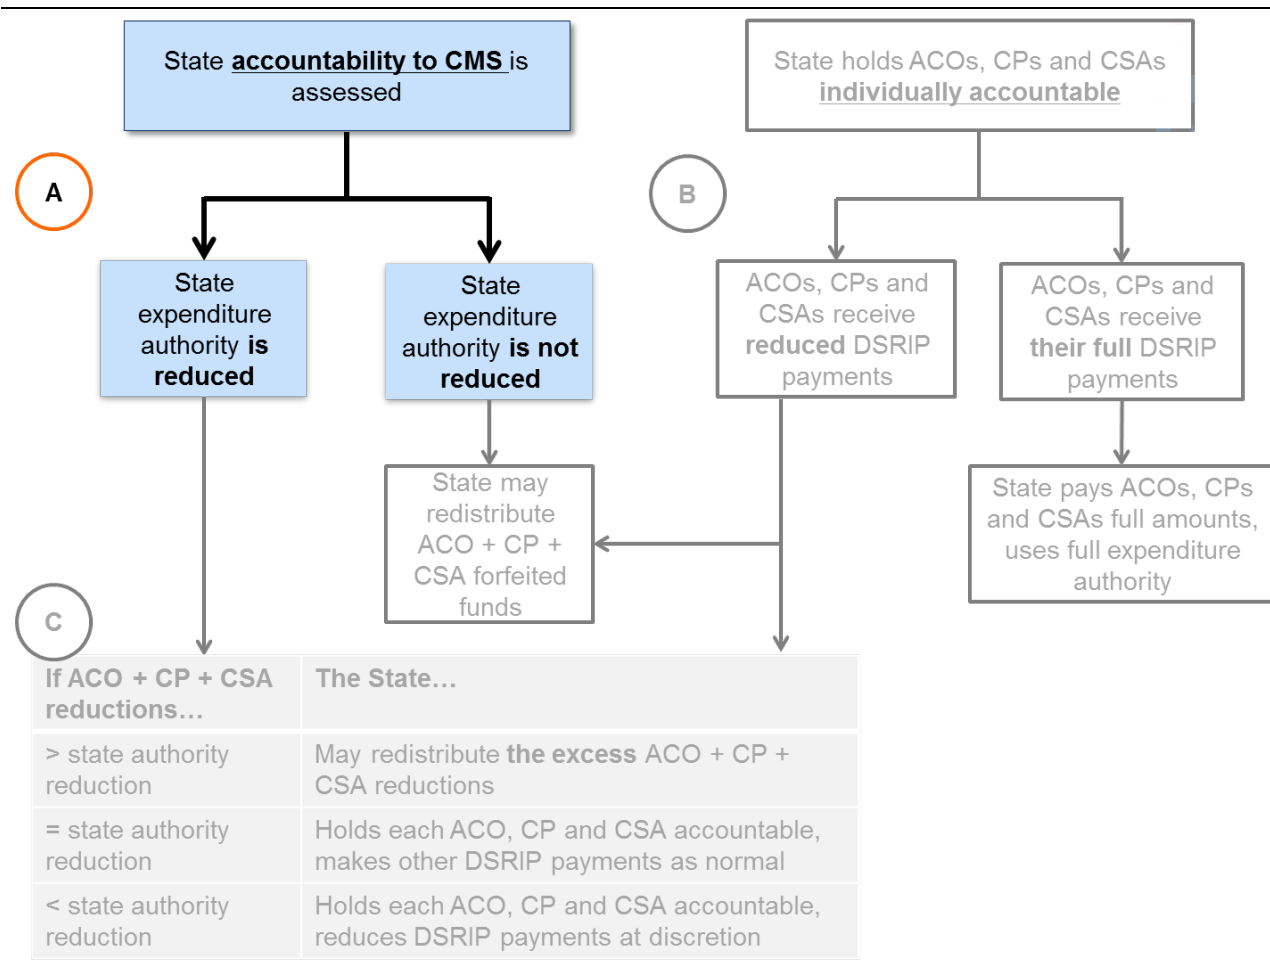 State accountability to CMS is
assessed
State holds ACOs, CPs and CSAs
individually accountable
A
B
State
expenditure
authority is
reduced
State
expenditure
authority is not
reduced
ACOs, CPs and
CSAs receive
reduced DSRIP
payments
ACOs, CPs and
CSAs receive
their full DSRIP
payments
State may
redistribute
ACO + CP +
CSA forfeited
funds
State pays ACOs, CPs
and CSAs full amounts,
uses full expenditure
authority
C
If ACO + CP + CSA
reductions…
The State…
> state authority
reduction
May redistribute the excess ACO + CP +
CSA reductions
= state authority
reduction
Holds each ACO, CP and CSA accountable,
makes other DSRIP payments as normal
< state authority
reduction
Holds each ACO, CP and CSA accountable,
reduces DSRIP payments at discretion